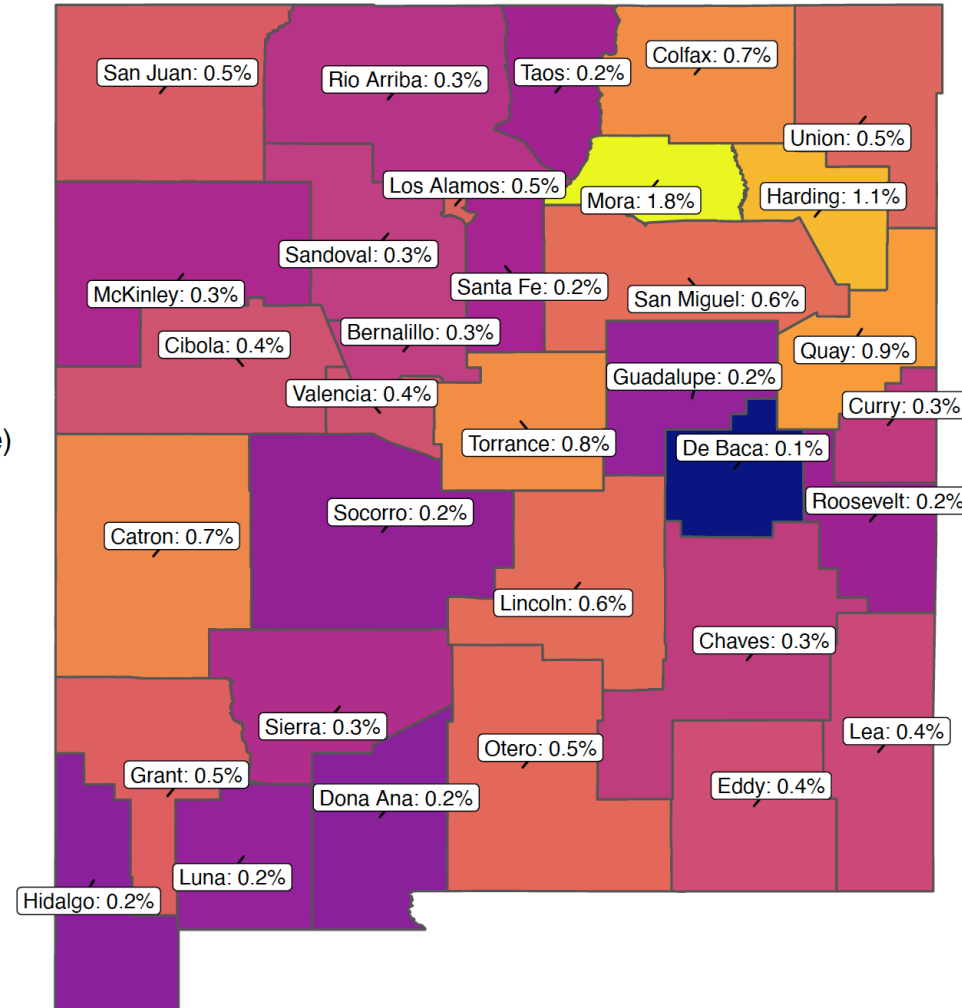 Colfax: 0.7%
San Juan: 0.5%
Rio Arriba: 0.3%
Taos: 0.2%
Union: 0.5%
Los Alamos: 0.5%
Mora: 1.8%
Harding: 1.1%
Sandoval: 0.3%
Santa Fe: 0.2%
McKinley: 0.3%
San Miguel: 0.6%
Bernalillo: 0.3%
Cibola: 0.4%
Quay: 0.9%
Guadalupe: 0.2%
Valencia: 0.4%
Curry: 0.3%
e)
Torrance: 0.8%
De Baca: 0.1%
Roosevelt: 0.2%
Socorro: 0.2%
Catron: 0.7%
Lincoln: 0.6%
Chaves: 0.3%
Sierra: 0.3%
Lea: 0.4%
Otero: 0.5%
Grant: 0.5%
Eddy: 0.4%
Dona Ana: 0.2%
Luna: 0.2%
Hidalgo: 0.2%